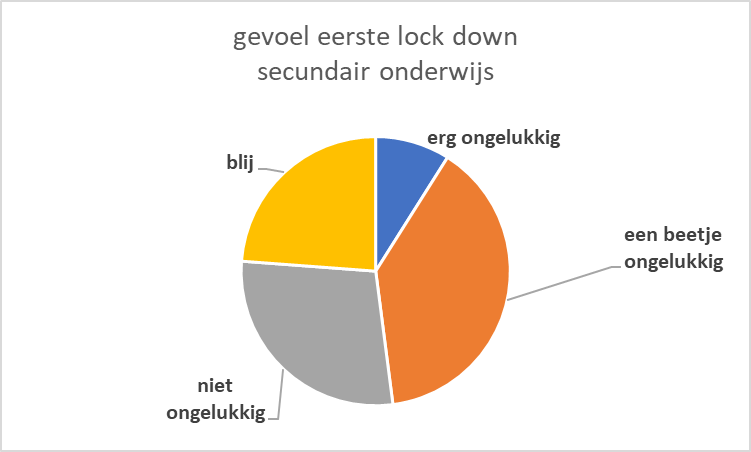 gevoel eerste lock down
secundair onderwijs
erg ongelukkig
blij
een beetje
ongelukkig
niet
ongelukkig